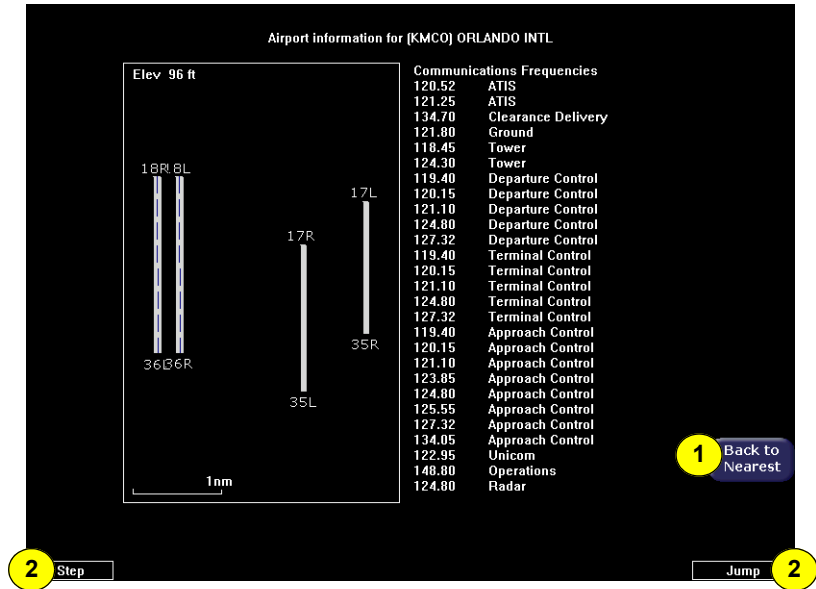 Airport information for (KMCO) ORLANDO INTL
Elev 96 ft
18R 8L
17L
17R
36L 36R
35R
35L
1nm
Communications Frequencies
120.52 ATIS
121.25 ATIS
134.70 Clearance Delivery
121.80 Ground
118.45 Tower
124.30 Tower
119.40 Departure Control
120.15 Departure Control
121.10 Departure Control
124.80 Departure Control
127.32 Departure Control
119.40 Terminal Control
120.15 Terminal Control
121.10 Terminal Control
124.80 Terminal Control
127.32 Terminal Control
119.40 Approach Control
120.15 Approach Control
121.10 Approach Control
123.85 Approach Control
124.80 Approach Control
125.55 Approach Control
127.32 Approach Control
134.05 Approach Control
122.95 Unicom
148.80 Operations
124.80 Radar
1 Back to
Nearest
2 Step
Jump 2